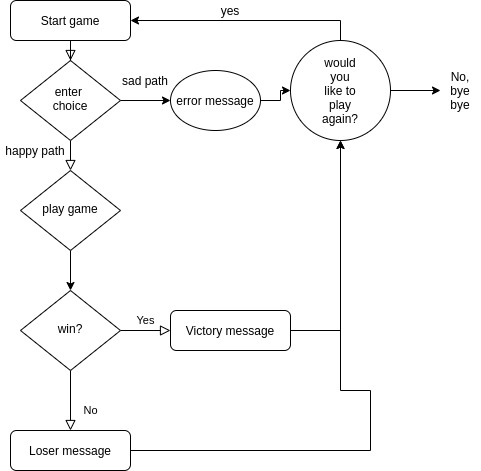 Start game
yes
would
you
like to
play
again?
No,
bye
bye
enter
choice
sad path
error message
happy path
play game
win?
Yes
Victory message
No
Loser message